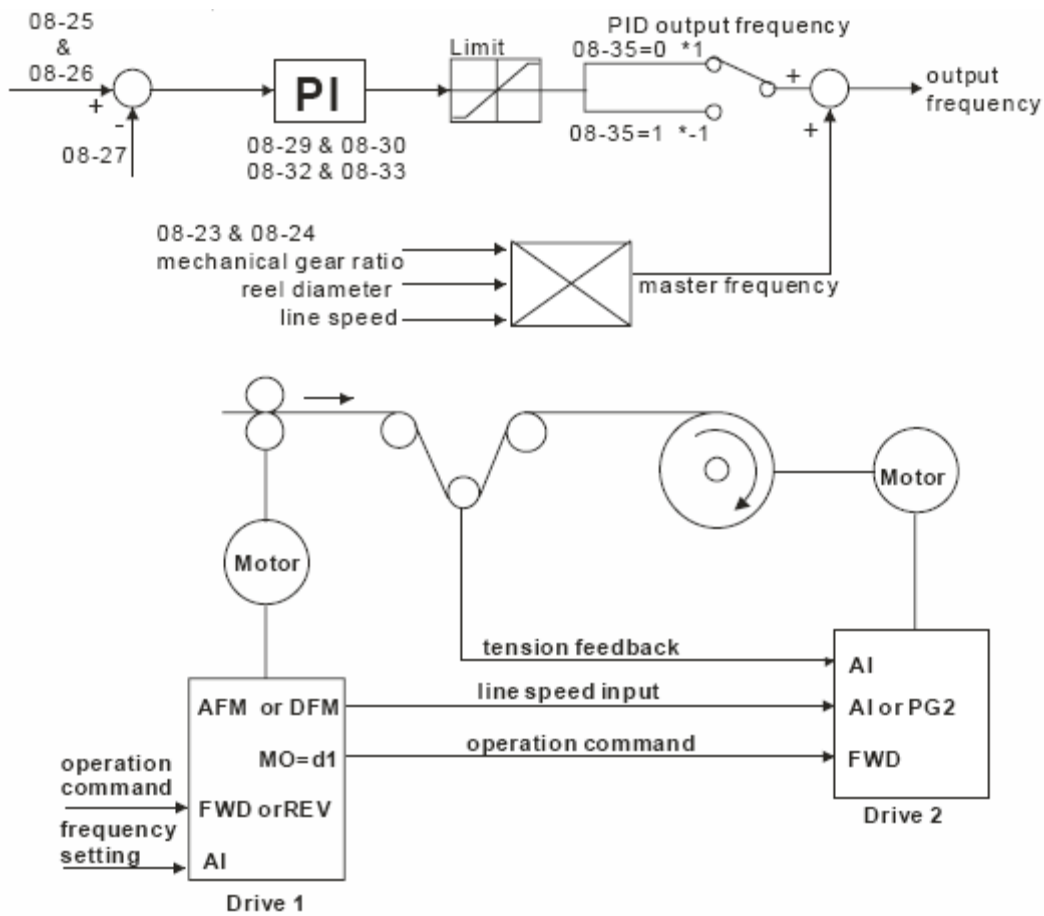 08-25
&
08-26
+
-
08-27
PI
08-29 & 08-30
08-32 & 08-33
Limit
PID output frequency
08-35=0 *1
08-35=1 *-1
+
+
output
frequency
08-23 & 08-24
mechanical gear ratio
reel diameter
line speed
master frequency
Motor
Motor
tension feedback
line speed input
operation command
AFM or DFM
MO=d1
FWD orREV
AI
operation
command
frequency
setting
Drive 1
AI
AI or PG2
FWD
Drive 2